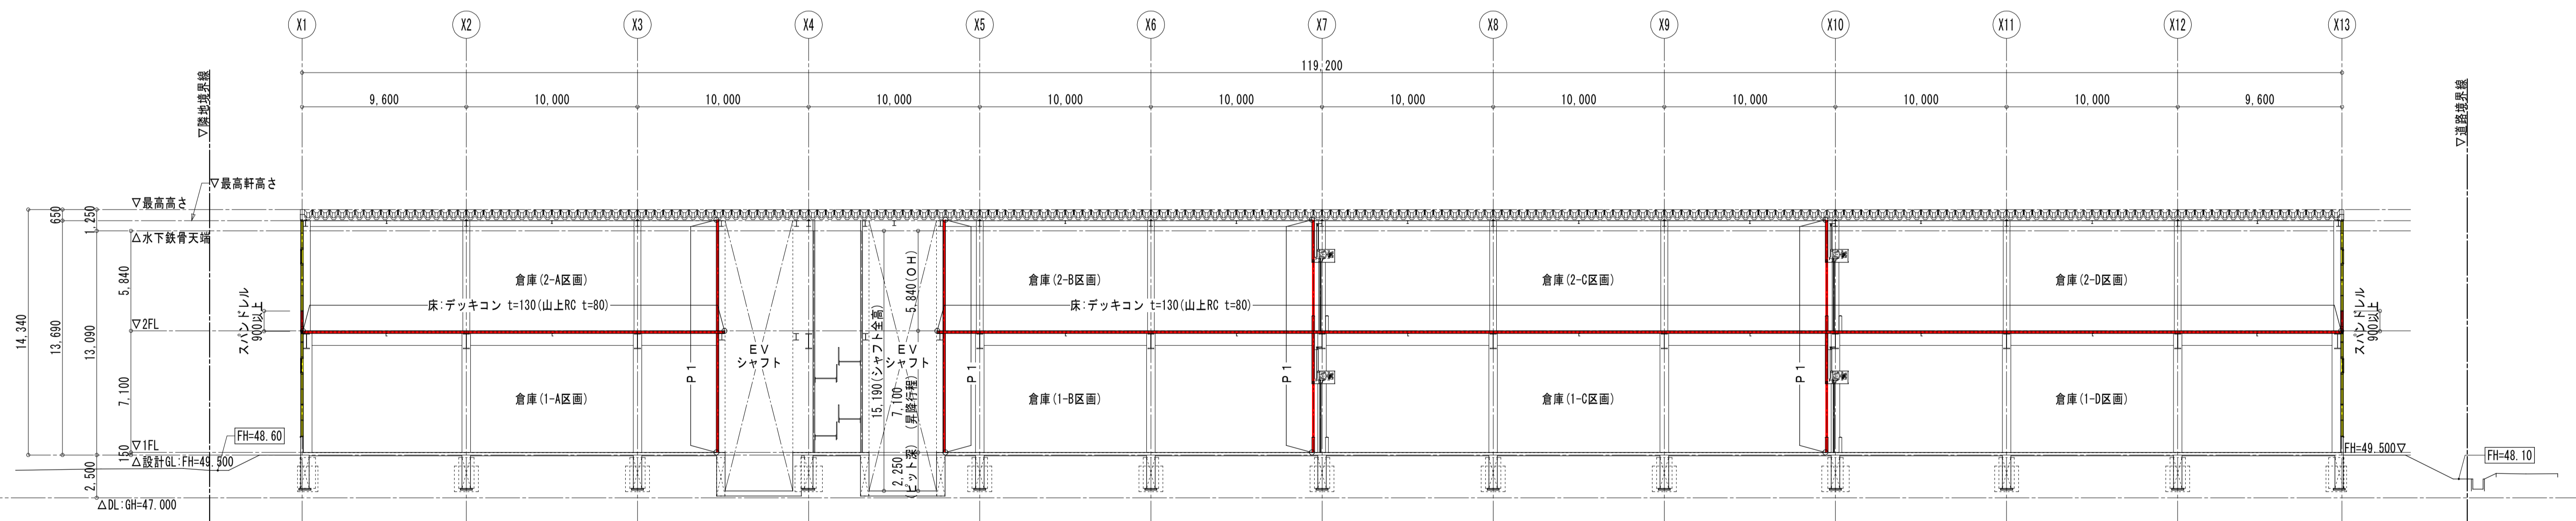 X1 X2 X3 X4 X5 X6 X7 X8 X9 X10 X11 X12 X13
119,200
9,600 10,000 10,000 10,000 10,000 10,000 10,000 10,000 10,000 10,000 10,000 9,600
▽隣地境界線
▽道路境界線
▽最高軒高さ
▽最高高さ
650
1,250
△水下鉄骨天端
5,840
14,340
13,690
13,090
▽2FL
7,100
▽1FL
150
△設計GL:FH=49.500
2,500
△DL:GH=47.000
FH=48.60
スパンドレル
900以上
倉庫(2-A区画)
床:デッキコン t=130(山上RC t=80)
倉庫(1-A区画)
P1
EV
シャフト
15,190(シャフト全高)
5,840(OH)
7,100
(昇降行程)
2,250
(ピット深)
EV
シャフト
P1
倉庫(2-B区画)
床:デッキコン t=130(山上RC t=80)
倉庫(1-B区画)
P1
倉庫(2-C区画)
倉庫(1-C区画)
P1
倉庫(2-D区画)
倉庫(1-D区画)
スパンドレル
900以上
FH=49.500▽
FH=48.10